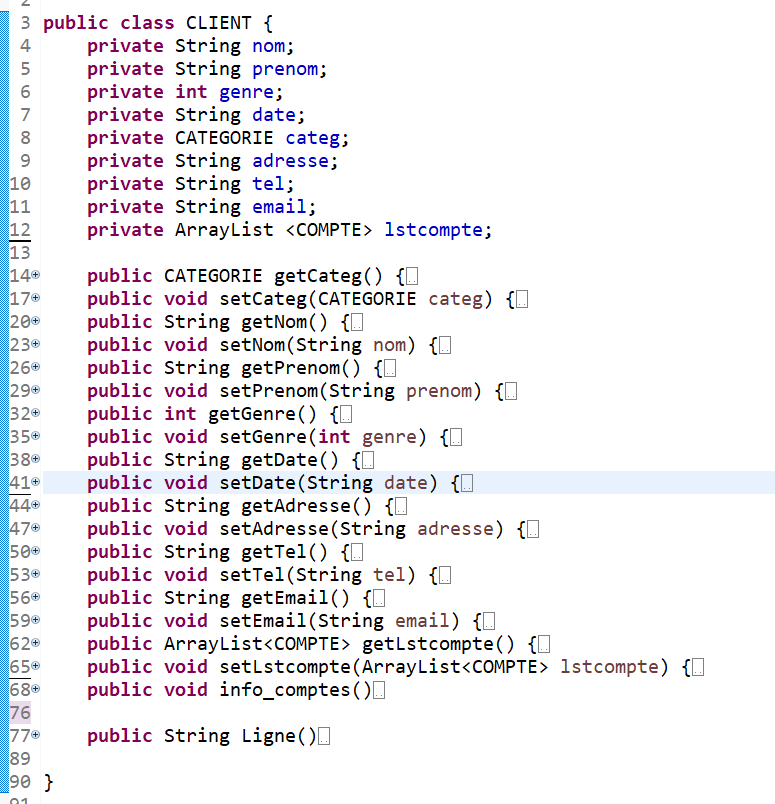 2
3 public class CLIENT {
4 private String nom;
5 private String prenom;
6 private int genre;
7 private String date;
8 private CATEGORIE categ;
9 private String adresse;
10 private String tel;
11 private String email;
12 private ArrayList <COMPTE> lstcompte;
13
14 public CATEGORIE getCateg() {
17 public void setCateg(CATEGORIE categ) {
20 public String getNom() {
23 public void setNom(String nom) {
26 public String getPrenom() {
29 public void setPrenom(String prenom) {
32 public int getGenre() {
35 public void setGenre(int genre) {
38 public String getDate() {
41 public void setDate(String date) {
44 public String getAdresse() {
47 public void setAdresse(String adresse) {
50 public String getTel() {
53 public void setTel(String tel) {
56 public String getEmail() {
59 public void setEmail(String email) {
62 public ArrayList<COMPTE> getLstcompte() {
65 public void setLstcompte(ArrayList<COMPTE> lstcompte) {
68 public void info_comptes()
76
77 public String Ligne()
89
90 }
91